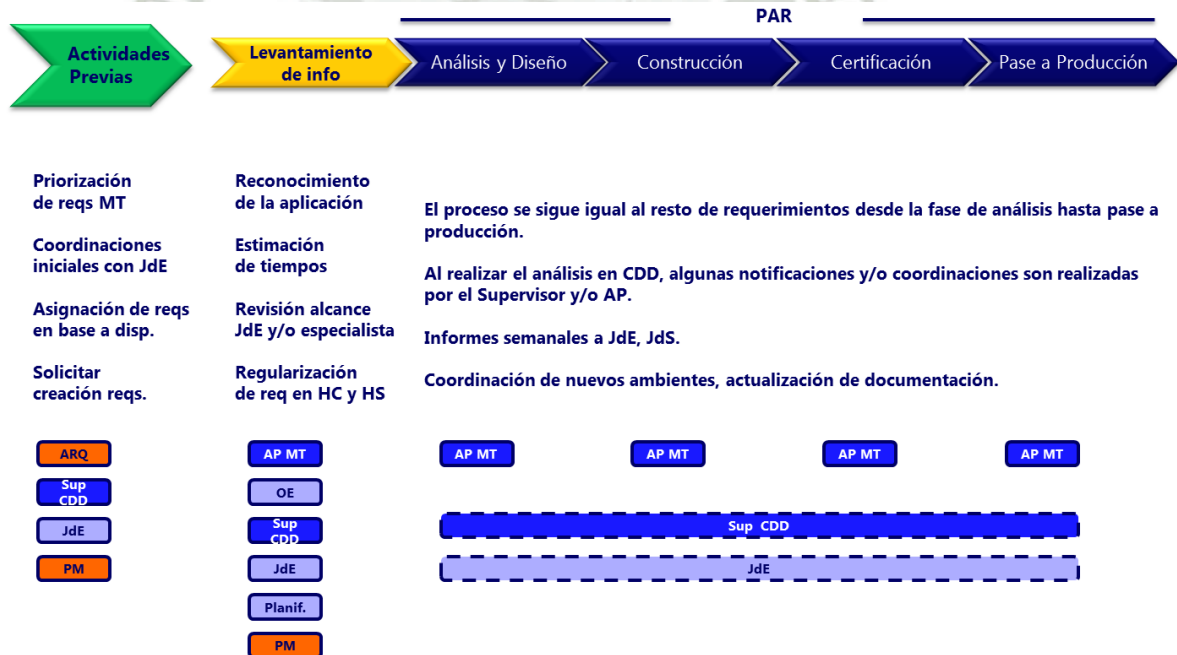 PAR
Actividades
Previas
Levantamiento
de info
Análisis y Diseño
Construcción
Certificación
Pase a Producción
Priorización
de reqs MT
Coordinaciones
iniciales con JdE
Asignación de reqs
en base a disp.
Solicitar
creación reqs.
Reconocimiento
de la aplicación
Estimación
de tiempos
Revisión alcance
JdE y/o especialista
Regularización
de req en HC y HS
El proceso se sigue igual al resto de requerimientos desde la fase de análisis hasta pase a
producción.
Al realizar el análisis en CDD, algunas notificaciones y/o coordinaciones son realizadas
por el Supervisor y/o AP.
Informes semanales a JdE, JdS.
Coordinación de nuevos ambientes, actualización de documentación.
ARQ
Sup
CDD
JdE
PM
AP MT
OE
Sup
CDD
JdE
Planif.
PM
AP MT
AP MT
AP MT
AP MT
Sup CDD
JdE